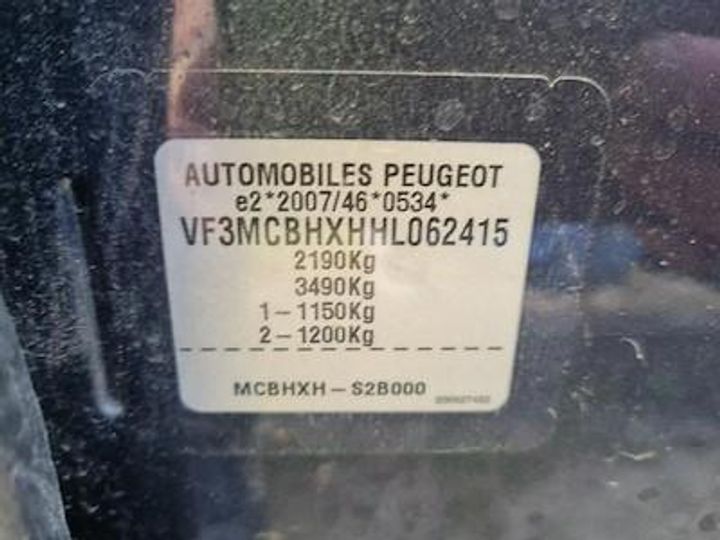 AUTOMOBILES PEUGEOT
e2*2007/46*0534*
VF3MCBHXHHL062415
2190Kg
3490Kg
1-1150Kg
2-1200Kg
MCBHXH-S2B000